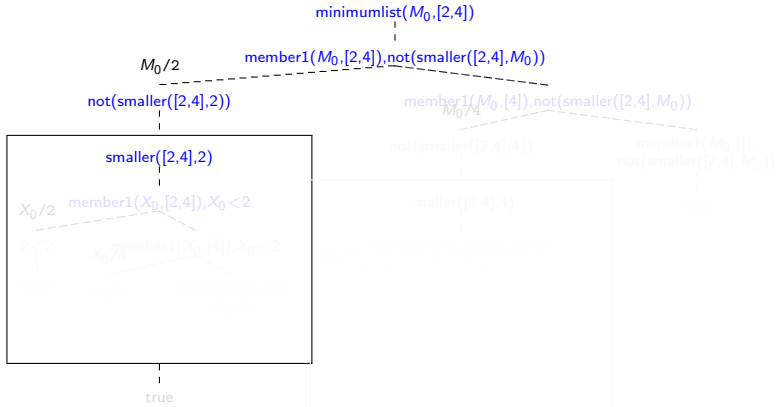 minimumlist(M₀,[2,4])
member1(M₀,[2,4]),not(smaller([2,4],M₀))
M₀/2
not(smaller([2,4],2))
member1(M₀,[4]),not(smaller([2,4],M₀))
M₀/4
not(smaller([2,4],4))
member1(M₀,[]),
not(smaller([2,4],M₀))
smaller([2,4],2)
member1(X₀,[2,4]),X₀<2
smaller([2,4],4)
X₀/2
2<2
member1(X₀,[4]),X₀<2
X₀/4
true